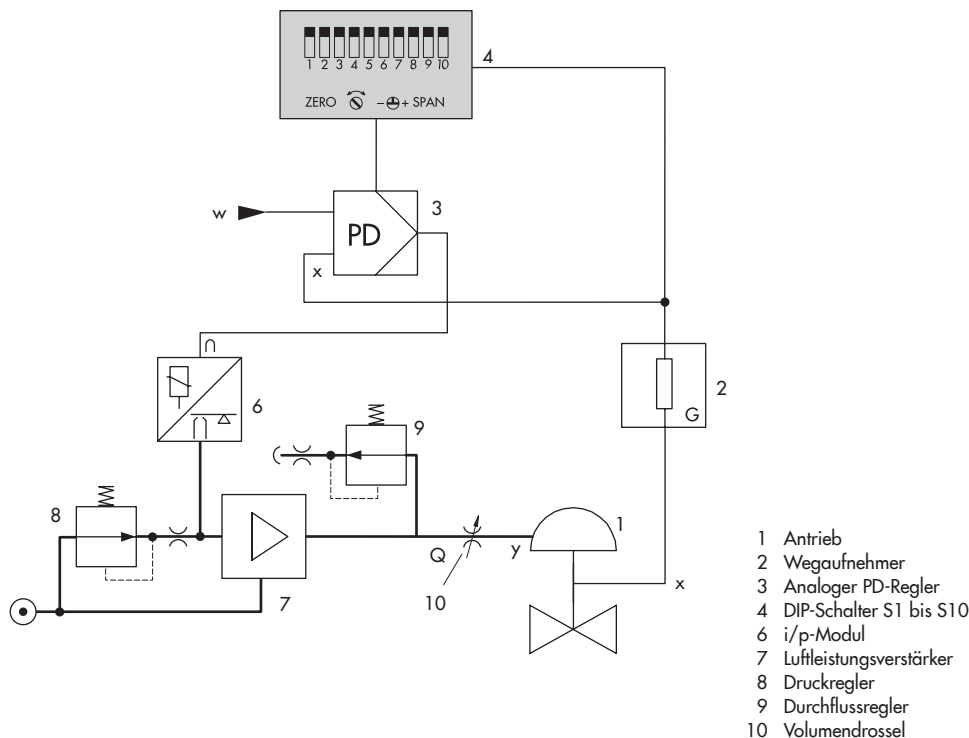 1 2 3 4 5 6 7 8 9 10
ZERO - + SPAN
4
w
PD
3
x
6
2
G
9
8
1
Q
y
7
10
x
1 Antrieb
2 Wegaufnehmer
3 Analoger PD-Regler
4 DIP-Schalter S1 bis S10
6 i/p-Modul
7 Luftleistungsverstärker
8 Druckregler
9 Durchflussregler
10 Volumendrossel